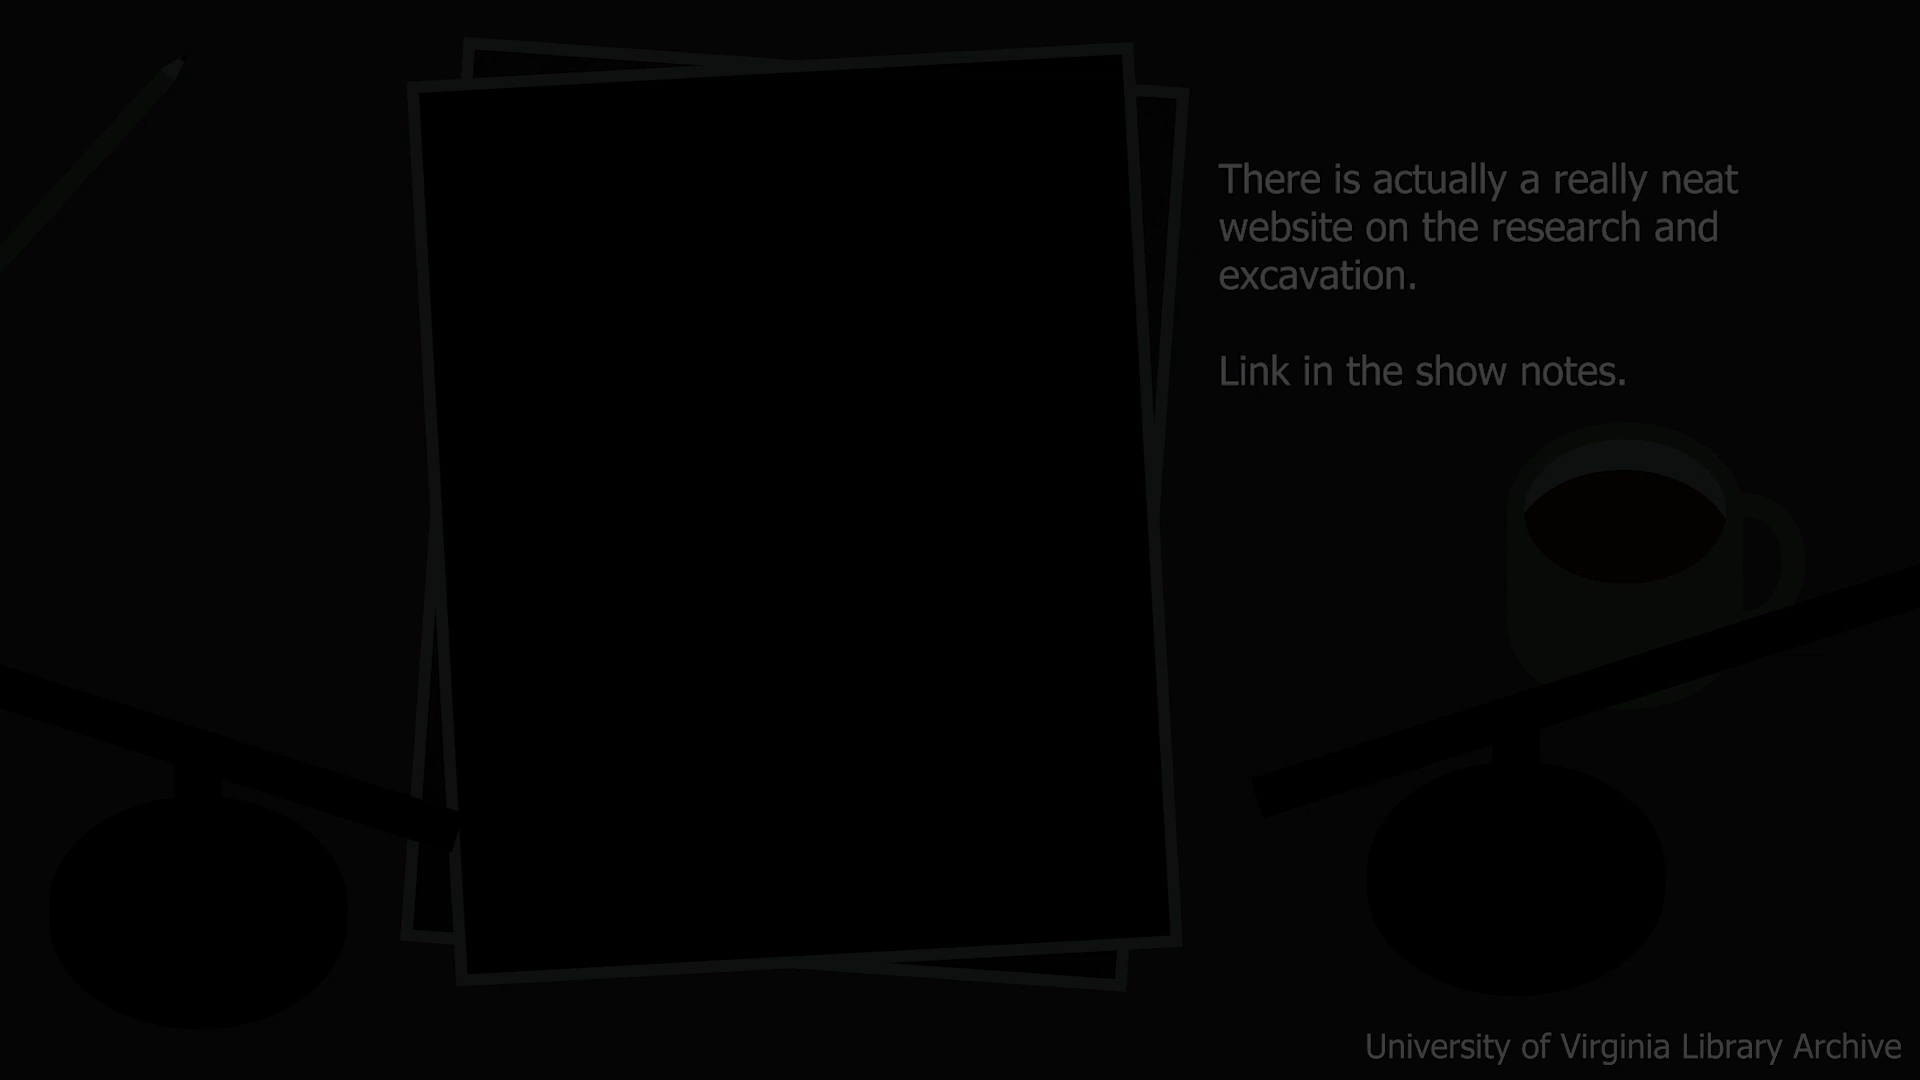 There is actually a really neat
website on the research and
excavation.
Link in the show notes.
University of Virginia Library Archive